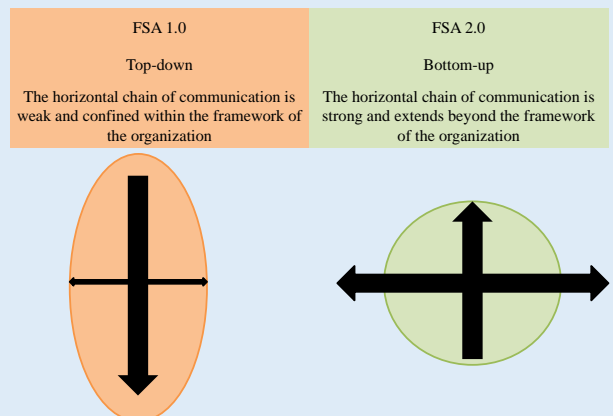 FSA 1.0
Top-down
The horizontal chain of communication is
weak and confined within the framework of
the organization
FSA 2.0
Bottom-up
The horizontal chain of communication is
strong and extends beyond the framework
of the organization